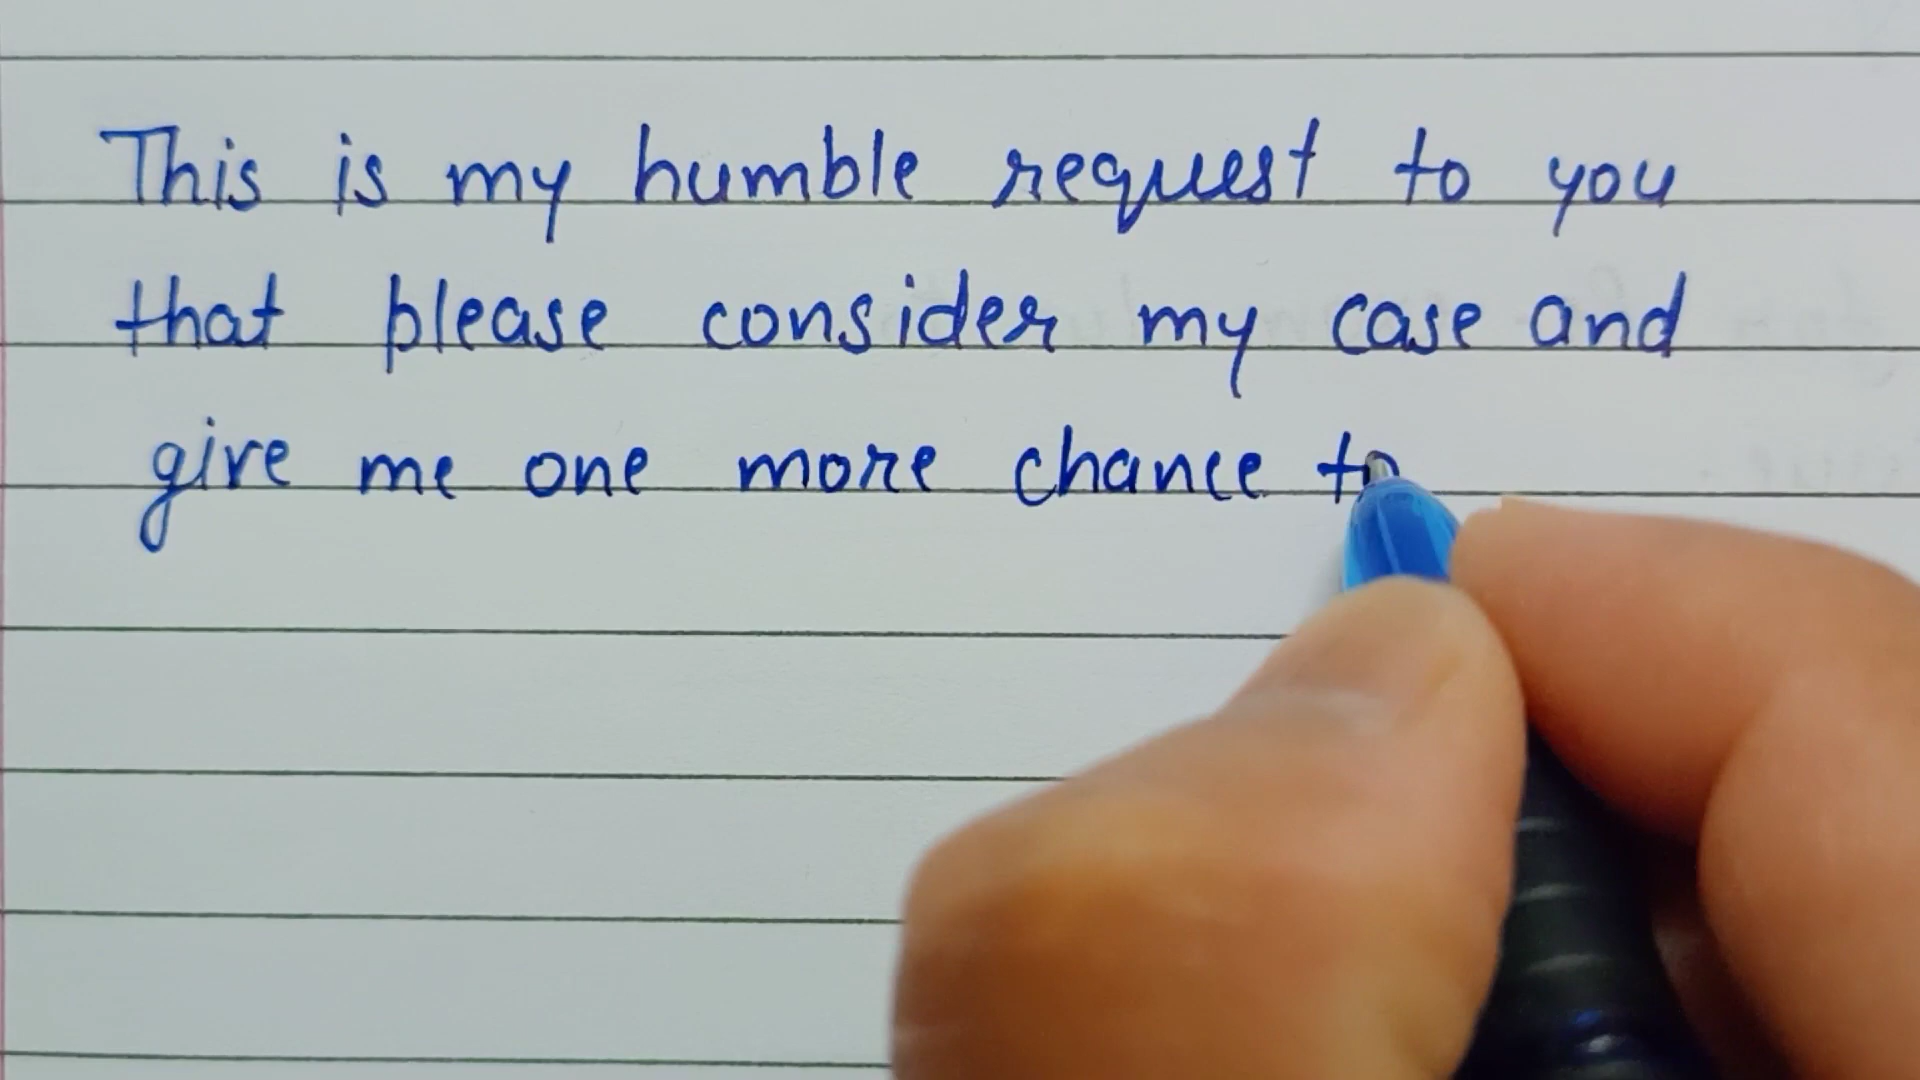 This is my humble request to you
that please consider my case and
give me one more chance to